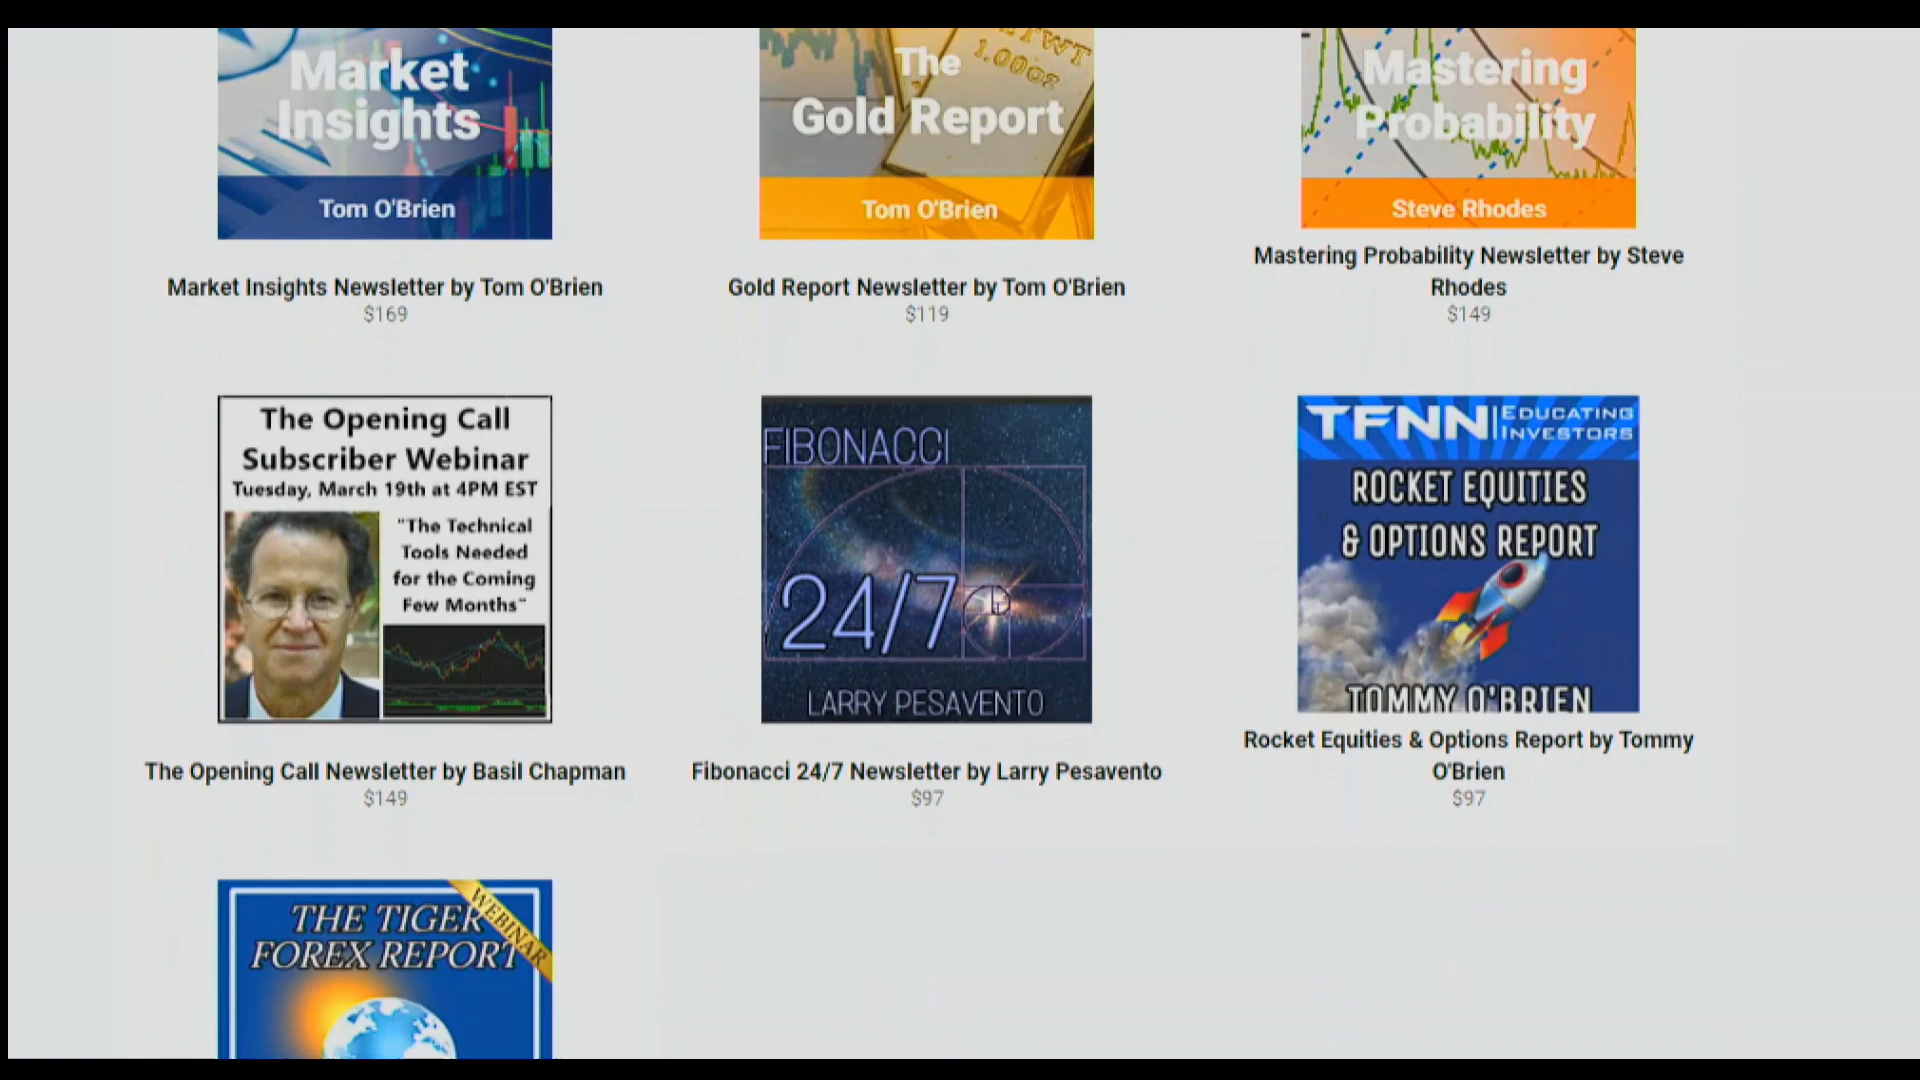 Market
Insights
Tom O'Brien
Market Insights Newsletter by Tom O'Brien
$169
The
Gold Report
1.00oz
Tom O'Brien
Gold Report Newsletter by Tom O'Brien
$119
Mastering
Probability
Steve Rhodes
Mastering Probability Newsletter by Steve
Rhodes
$149
The Opening Call
Subscriber Webinar
Tuesday, March 19th at 4PM EST
"The Technical
Tools Needed
for the Coming
Few Months"
The Opening Call Newsletter by Basil Chapman
$149
FIBONACCI
24/7
LARRY PESAVENTO
Fibonacci 24/7 Newsletter by Larry Pesavento
$97
TFNN EDUCATING
INVESTORS
ROCKET EQUITIES
& OPTIONS REPORT
TOMMY O'BRIEN
Rocket Equities & Options Report by Tommy
O'Brien
$97
THE TIGER
FOREX REPORT
WEBINAR